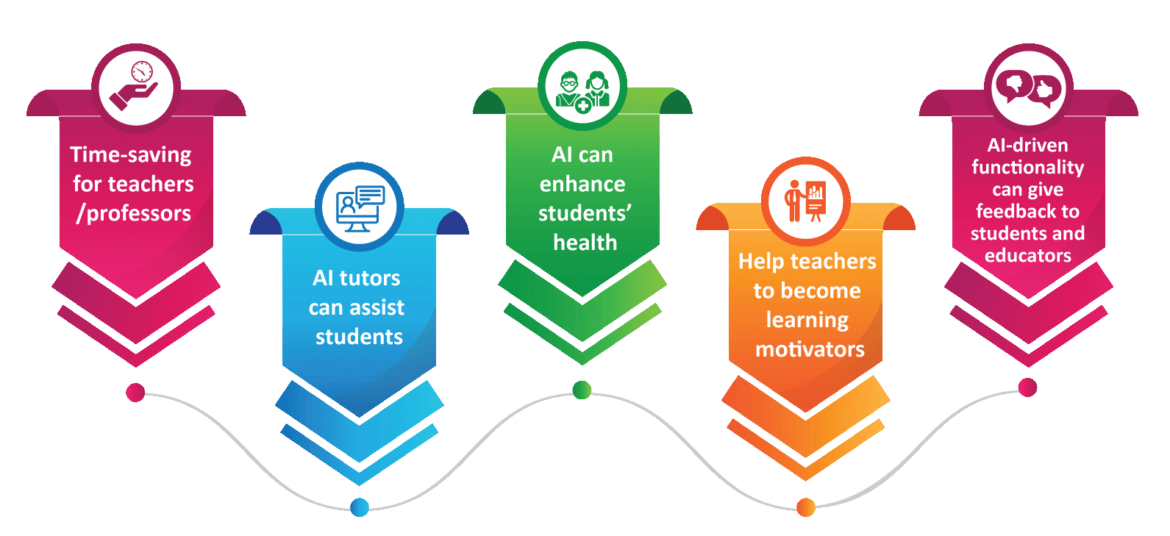 Time-saving
for teachers
/professors
AI tutors
can assist
students
AI can
enhance
students’
health
Help teachers
to become
learning
motivators
AI-driven
functionality
can give
feedback to
students and
educators